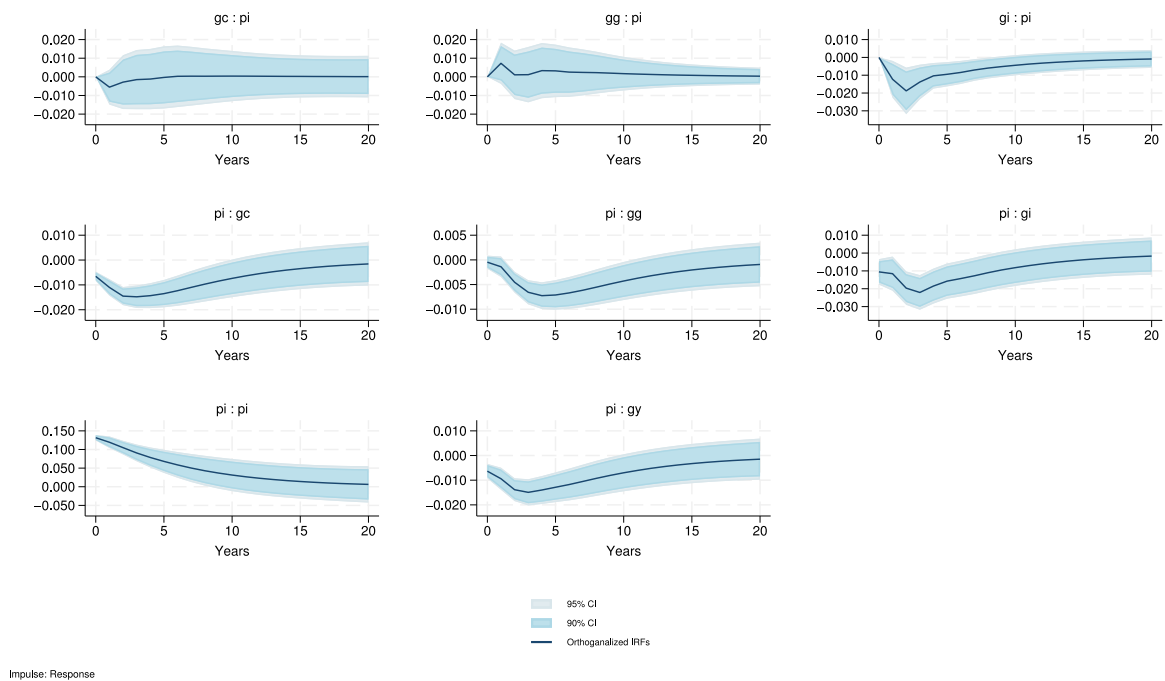 gc : pi
0.020
0.010
0.000
−0.010
−0.020
0 5 10 15 20
Years
gg : pi
0.020
0.010
0.000
−0.010
−0.020
0 5 10 15 20
Years
gi : pi
0.010
0.000
−0.010
−0.020
−0.030
0 5 10 15 20
Years
pi : gc
0.010
0.000
−0.010
−0.020
0 5 10 15 20
Years
pi : gg
0.005
0.000
−0.005
−0.010
0 5 10 15 20
Years
pi : gi
0.010
0.000
−0.010
−0.020
−0.030
0 5 10 15 20
Years
pi : pi
0.150
0.100
0.050
0.000
−0.050
0 5 10 15 20
Years
pi : gy
0.010
0.000
−0.010
−0.020
0 5 10 15 20
Years
95% CI
90% CI
Orthoganalized IRFs
Impulse: Response